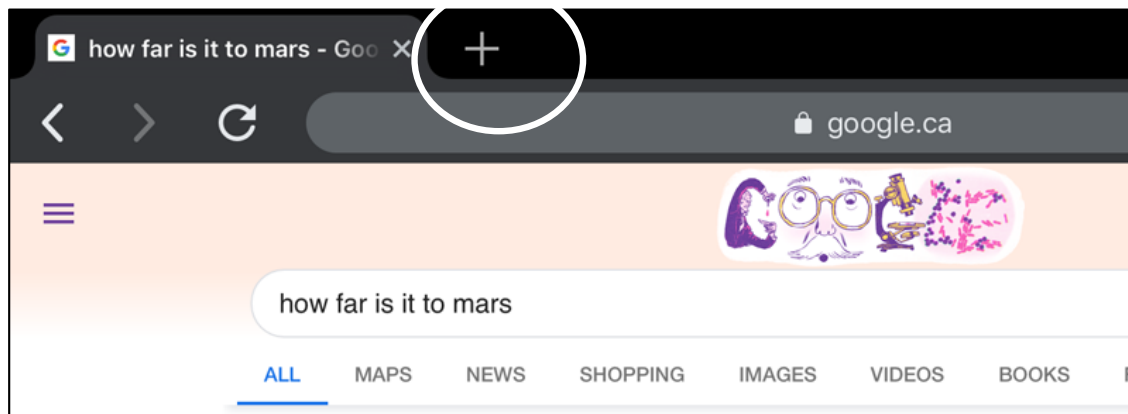 how far is it to mars - Goo
google.ca
GOOGLE
how far is it to mars
ALL MAPS NEWS SHOPPING IMAGES VIDEOS BOOKS